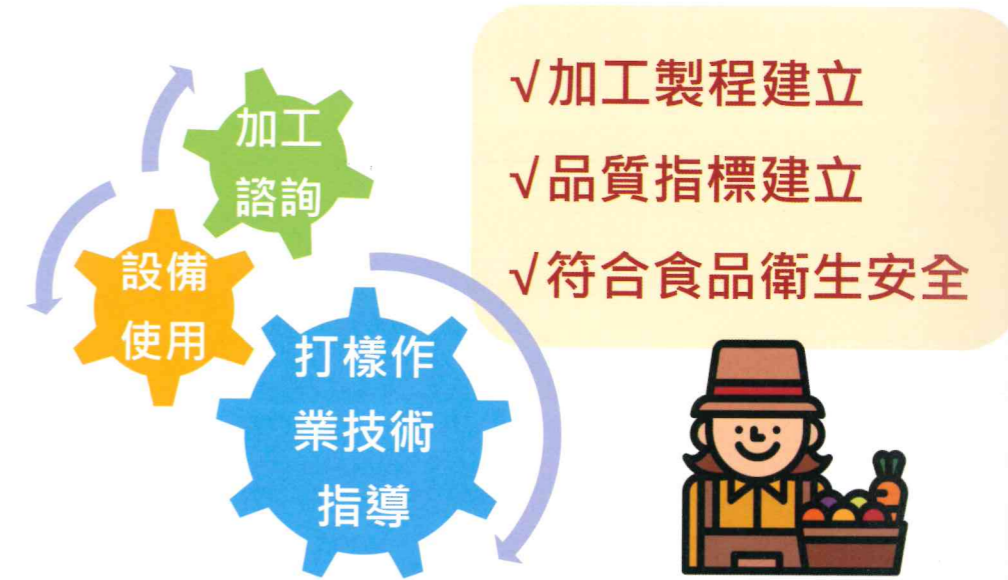 加工
諮詢
設備
使用
打樣作
業技術
指導
√加工製程建立
√品質指標建立
√符合食品衛生安全